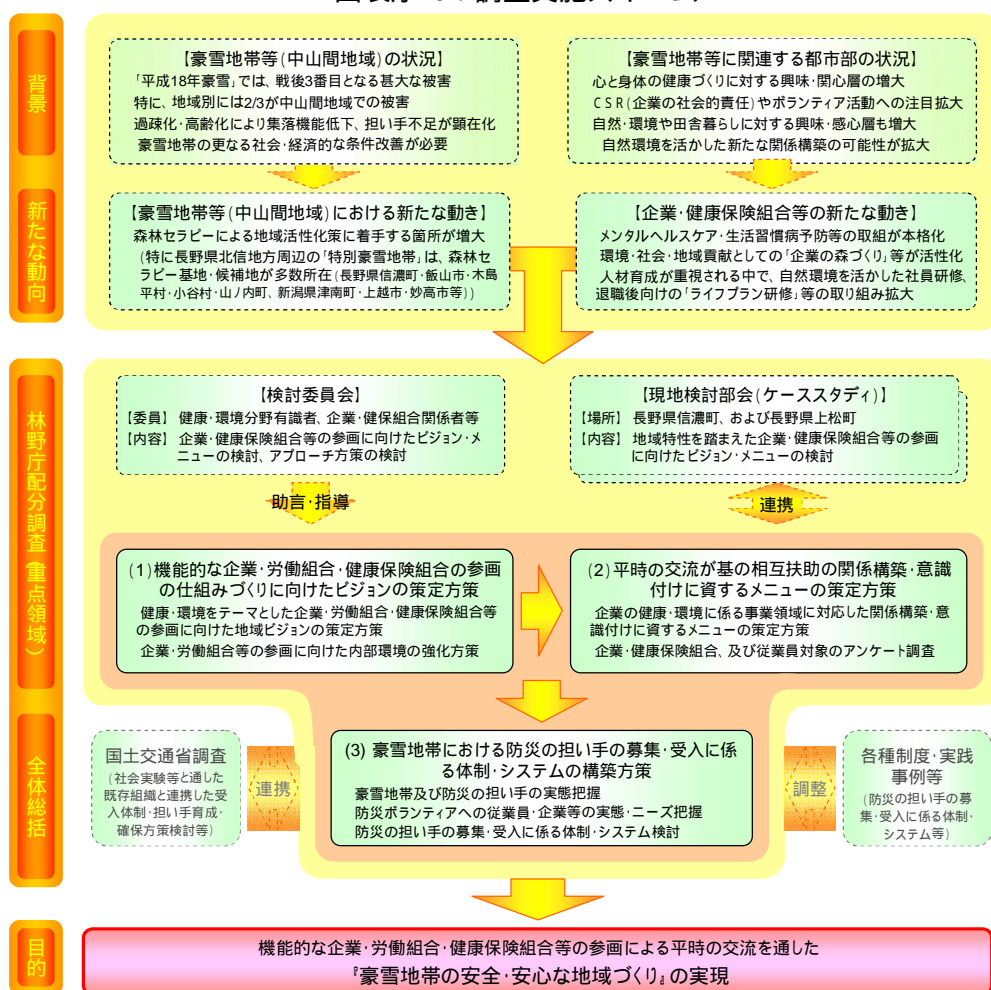 背景
【豪雪地帯等(中山間地域)の状況】
「平成18年豪雪」では、戦後3番目となる甚大な被害
特に、地域別には2/3が中山間地域での被害
過疎化・高齢化により集落機能低下、担い手不足が顕在化
豪雪地帯の更なる社会・経済的な条件改善が必要
【豪雪地帯等に関連する都市部の状況】
心と身体の健康づくりに対する興味・関心層の増大
CSR(企業の社会的責任)やボランティア活動への注目拡大
自然・環境や田舎暮らしに対する興味・感心層も増大
自然環境を活かした新たな関係構築の可能性が拡大
新たな動向
【豪雪地帯等(中山間地域)における新たな動き】
森林セラピーによる地域活性化策に着手する箇所が増大
(特に長野県北信地方周辺の「特別豪雪地帯」は、森林セ
ラピー基地・候補地が多数所在(長野県信濃町・飯山市・木島
平村・小谷村・山ノ内町、新潟県津南町・上越市・妙高市等))
【企業・健康保険組合等の新たな動き】
メンタルヘルスケア・生活習慣病予防等の取組が本格化
環境・社会・地域貢献としての「企業の森づくり」等が活性化
人材育成が重視される中で、自然環境を活かした社員研修、
退職後向けの「ライフプラン研修」等の取り組み拡大
林野庁配分調査(重点領域)
【検討委員会】
【委員】 健康・環境分野有識者、企業・健保組合関係者等
【内容】 企業・健康保険組合等の参画に向けたビジョン・メ
ニューの検討、アプローチ方策の検討
【現地検討部会(ケーススタディ)】
【場所】 長野県信濃町、および長野県上松町
【内容】 地域特性を踏まえた企業・健康保険組合等の参画
に向けたビジョン・メニューの検討
助言・指導
連携
(1)機能的な企業・労働組合・健康保険組合の参画
の仕組みづくりに向けたビジョンの策定方策
健康・環境をテーマとした企業・労働組合・健康保険組合等
の参画に向けた地域ビジョンの策定方策
企業・労働組合等の参画に向けた内部環境の強化方策
(2)平時の交流が基の相互扶助の関係構築・意識
付けに資するメニューの策定方策
企業の健康・環境に係る事業領域に対応した関係構築・意
識付けに資するメニューの策定方策
企業・健康保険組合、及び従業員対象のアンケート調査
全体総括
国土交通省調査
(社会実験等と通した
既存組織と連携した受
入体制・担い手育成・
確保方策検討等)
連携
(3) 豪雪地帯における防災の担い手の募集・受入に係
る体制・システムの構築方策
豪雪地帯及び防災の担い手の実態把握
防災ボランティアへの従業員・企業等の実態・ニーズ把握
防災の担い手の募集・受入に係る体制・システム検討
調整
各種制度・実践
事例等
(防災の担い手の募
集・受入に係る体制・
システム等)
目的
機能的な企業・労働組合・健康保険組合等の参画による平時の交流を通した
『豪雪地帯の安全・安心な地域づくり』の実現